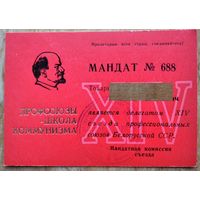 Пролетарии всех стран, соединяйтесь!
МАНДАТ № 688
Товарищ
является делегатом XIV
съезда профессиональных
союзов Белорусской ССР.
Мандатная комиссия
съезда
ПРОФСОЮЗЫ
-ШКОЛА
КОММУНИЗМА
XIV